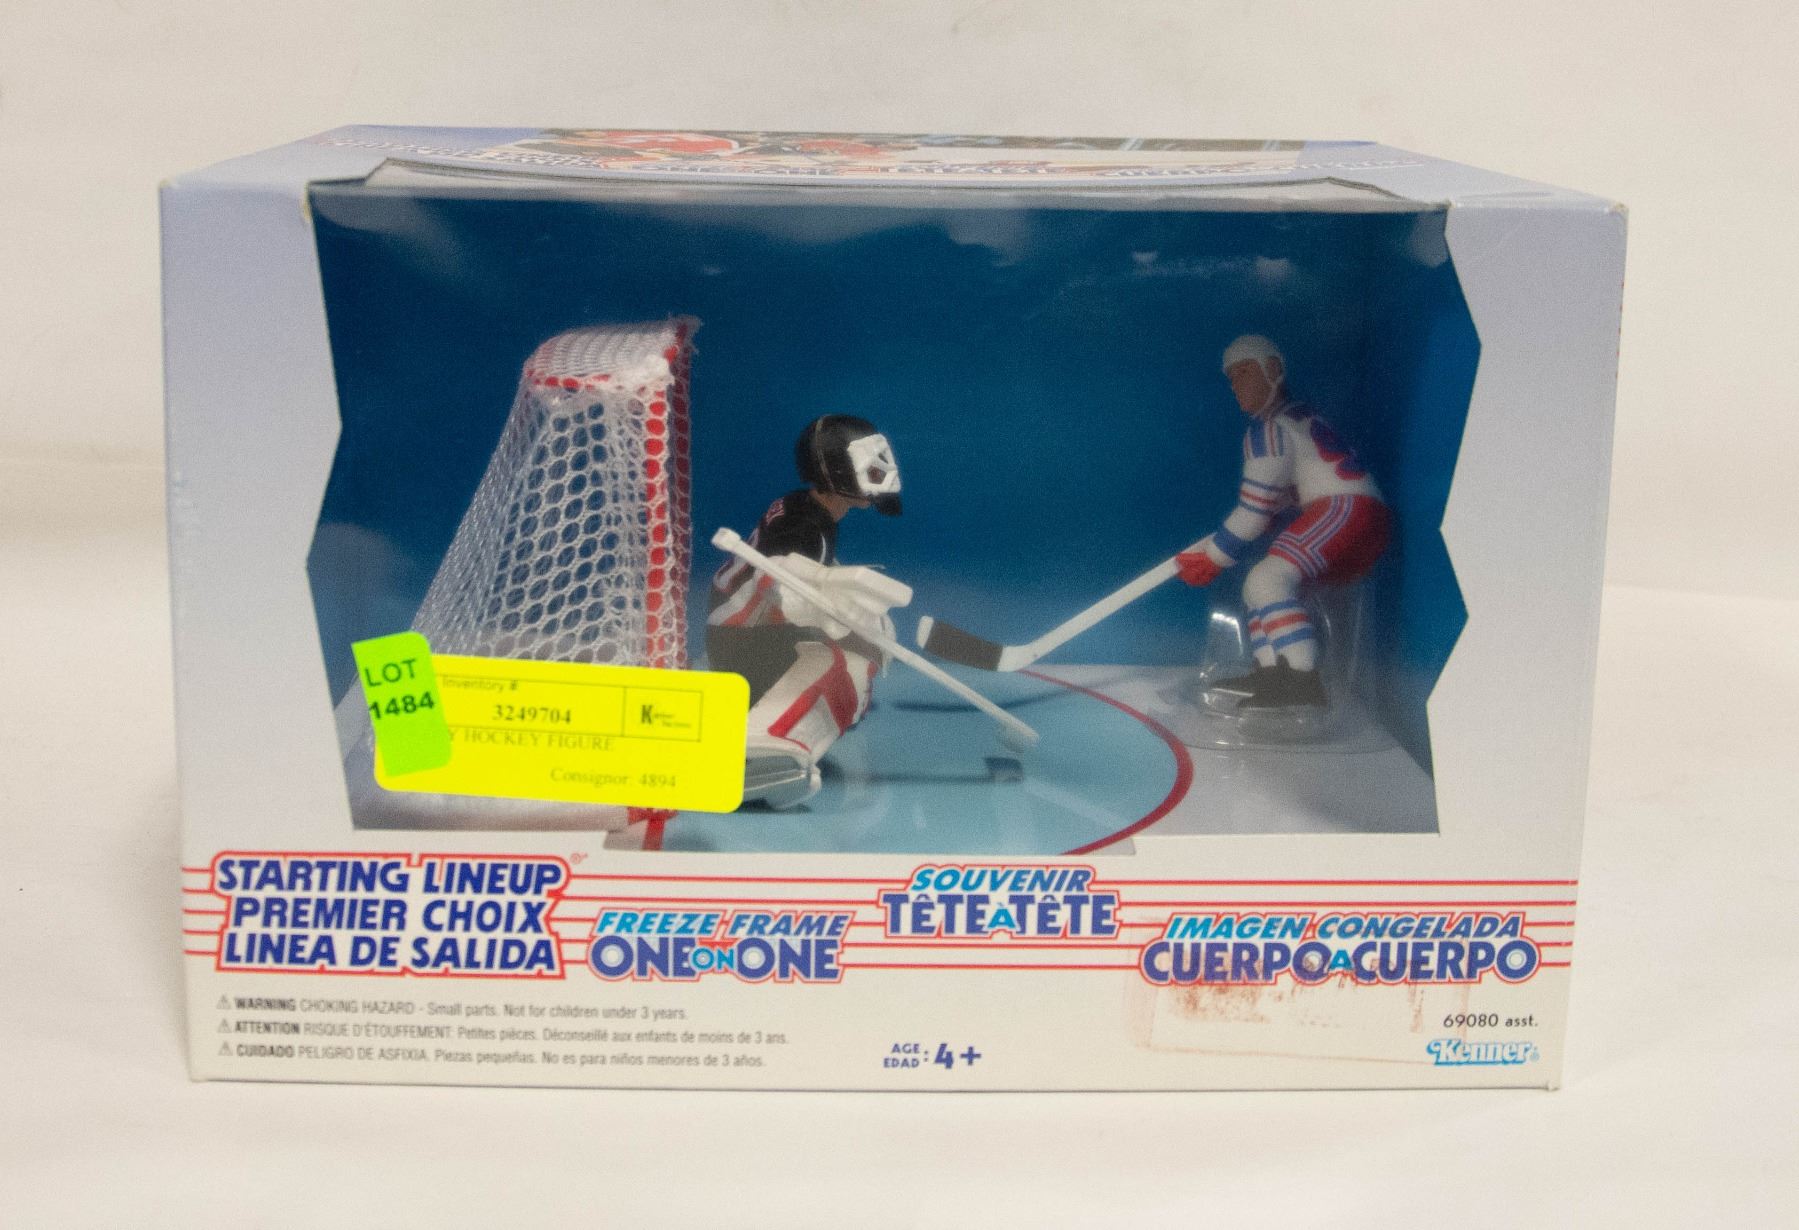 LOT
1484
Inventory #
3249704
Y HOCKEY FIGURE
Consignor: 4894
STARTING LINEUP®
PREMIER CHOIX
LINEA DE SALIDA
FREEZE FRAME
ONE ON ONE
SOUVENIR
TÊTE À TÊTE
IMAGEN CONGELADA
CUERPO A CUERPO
⚠ WARNING CHOKING HAZARD - Small parts. Not for children under 3 years.
⚠ ATTENTION RISQUE D'ÉTOUFFEMENT. Petites pièces. Déconseillé aux enfants de moins de 3 ans.
⚠ CUIDADO PELIGRO DE ASFIXIA. Piezas pequeñas. No es para niños menores de 3 años.
AGE
EDAD : 4+
69080 asst.
Kenner®